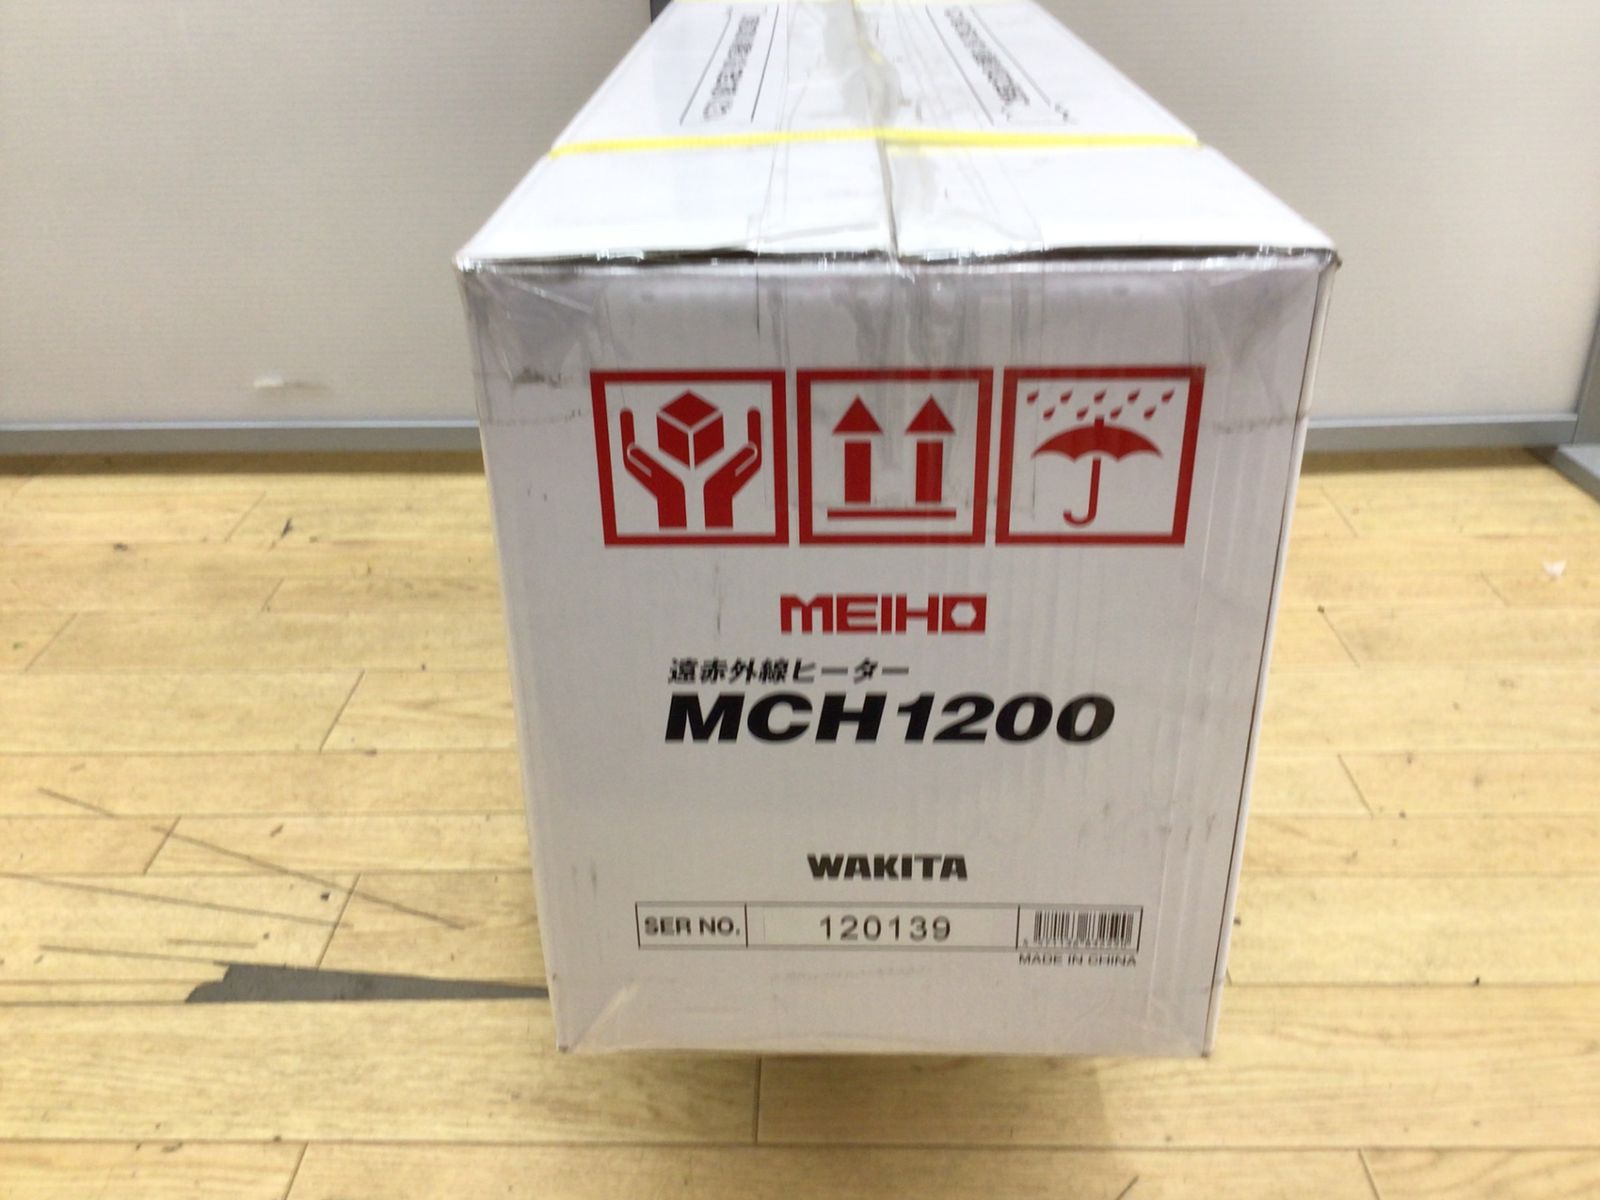 MEIHO
遠赤外線ヒーター
MCH1200
WAKITA
SER NO. 120139
MADE IN CHINA